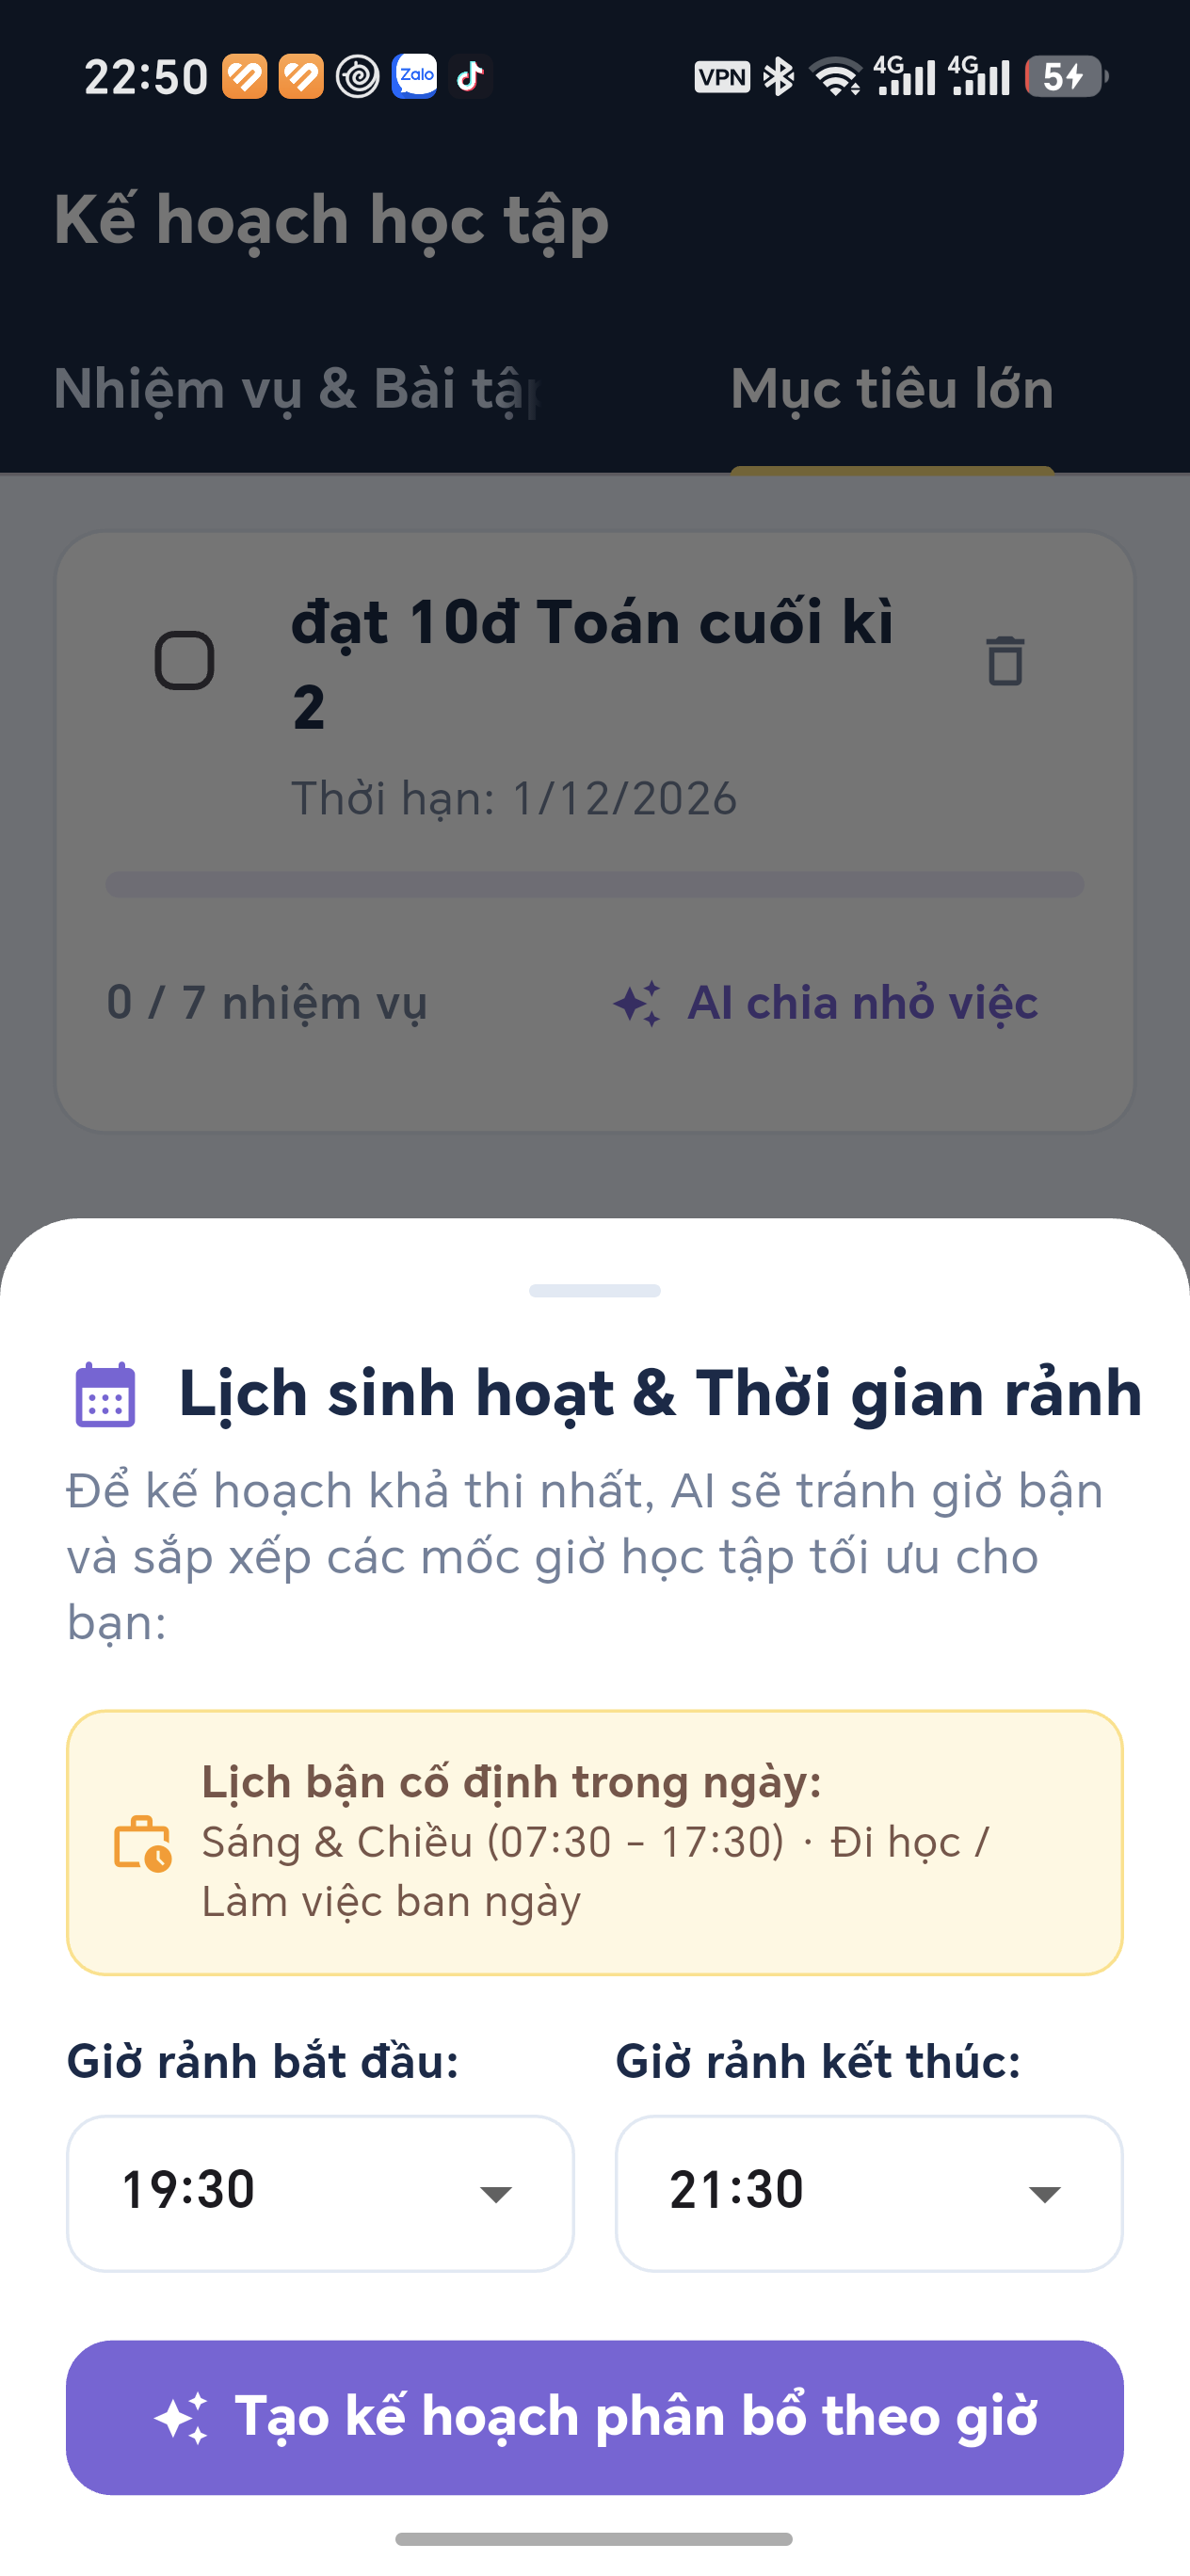 22:50 Zalo VPN 4G 4G 5
Kế hoạch học tập
Nhiệm vụ & Bài tập Mục tiêu lớn
đạt 10đ Toán cuối kì
2
Thời hạn: 1/12/2026
0 / 7 nhiệm vụ AI chia nhỏ việc
Lịch sinh hoạt & Thời gian rảnh
Để kế hoạch khả thi nhất, AI sẽ tránh giờ bận
và sắp xếp các mốc giờ học tập tối ưu cho
bạn:
Lịch bận cố định trong ngày:
Sáng & Chiều (07:30 - 17:30) · Đi học /
Làm việc ban ngày
Giờ rảnh bắt đầu: Giờ rảnh kết thúc:
19:30 21:30
Tạo kế hoạch phân bổ theo giờ